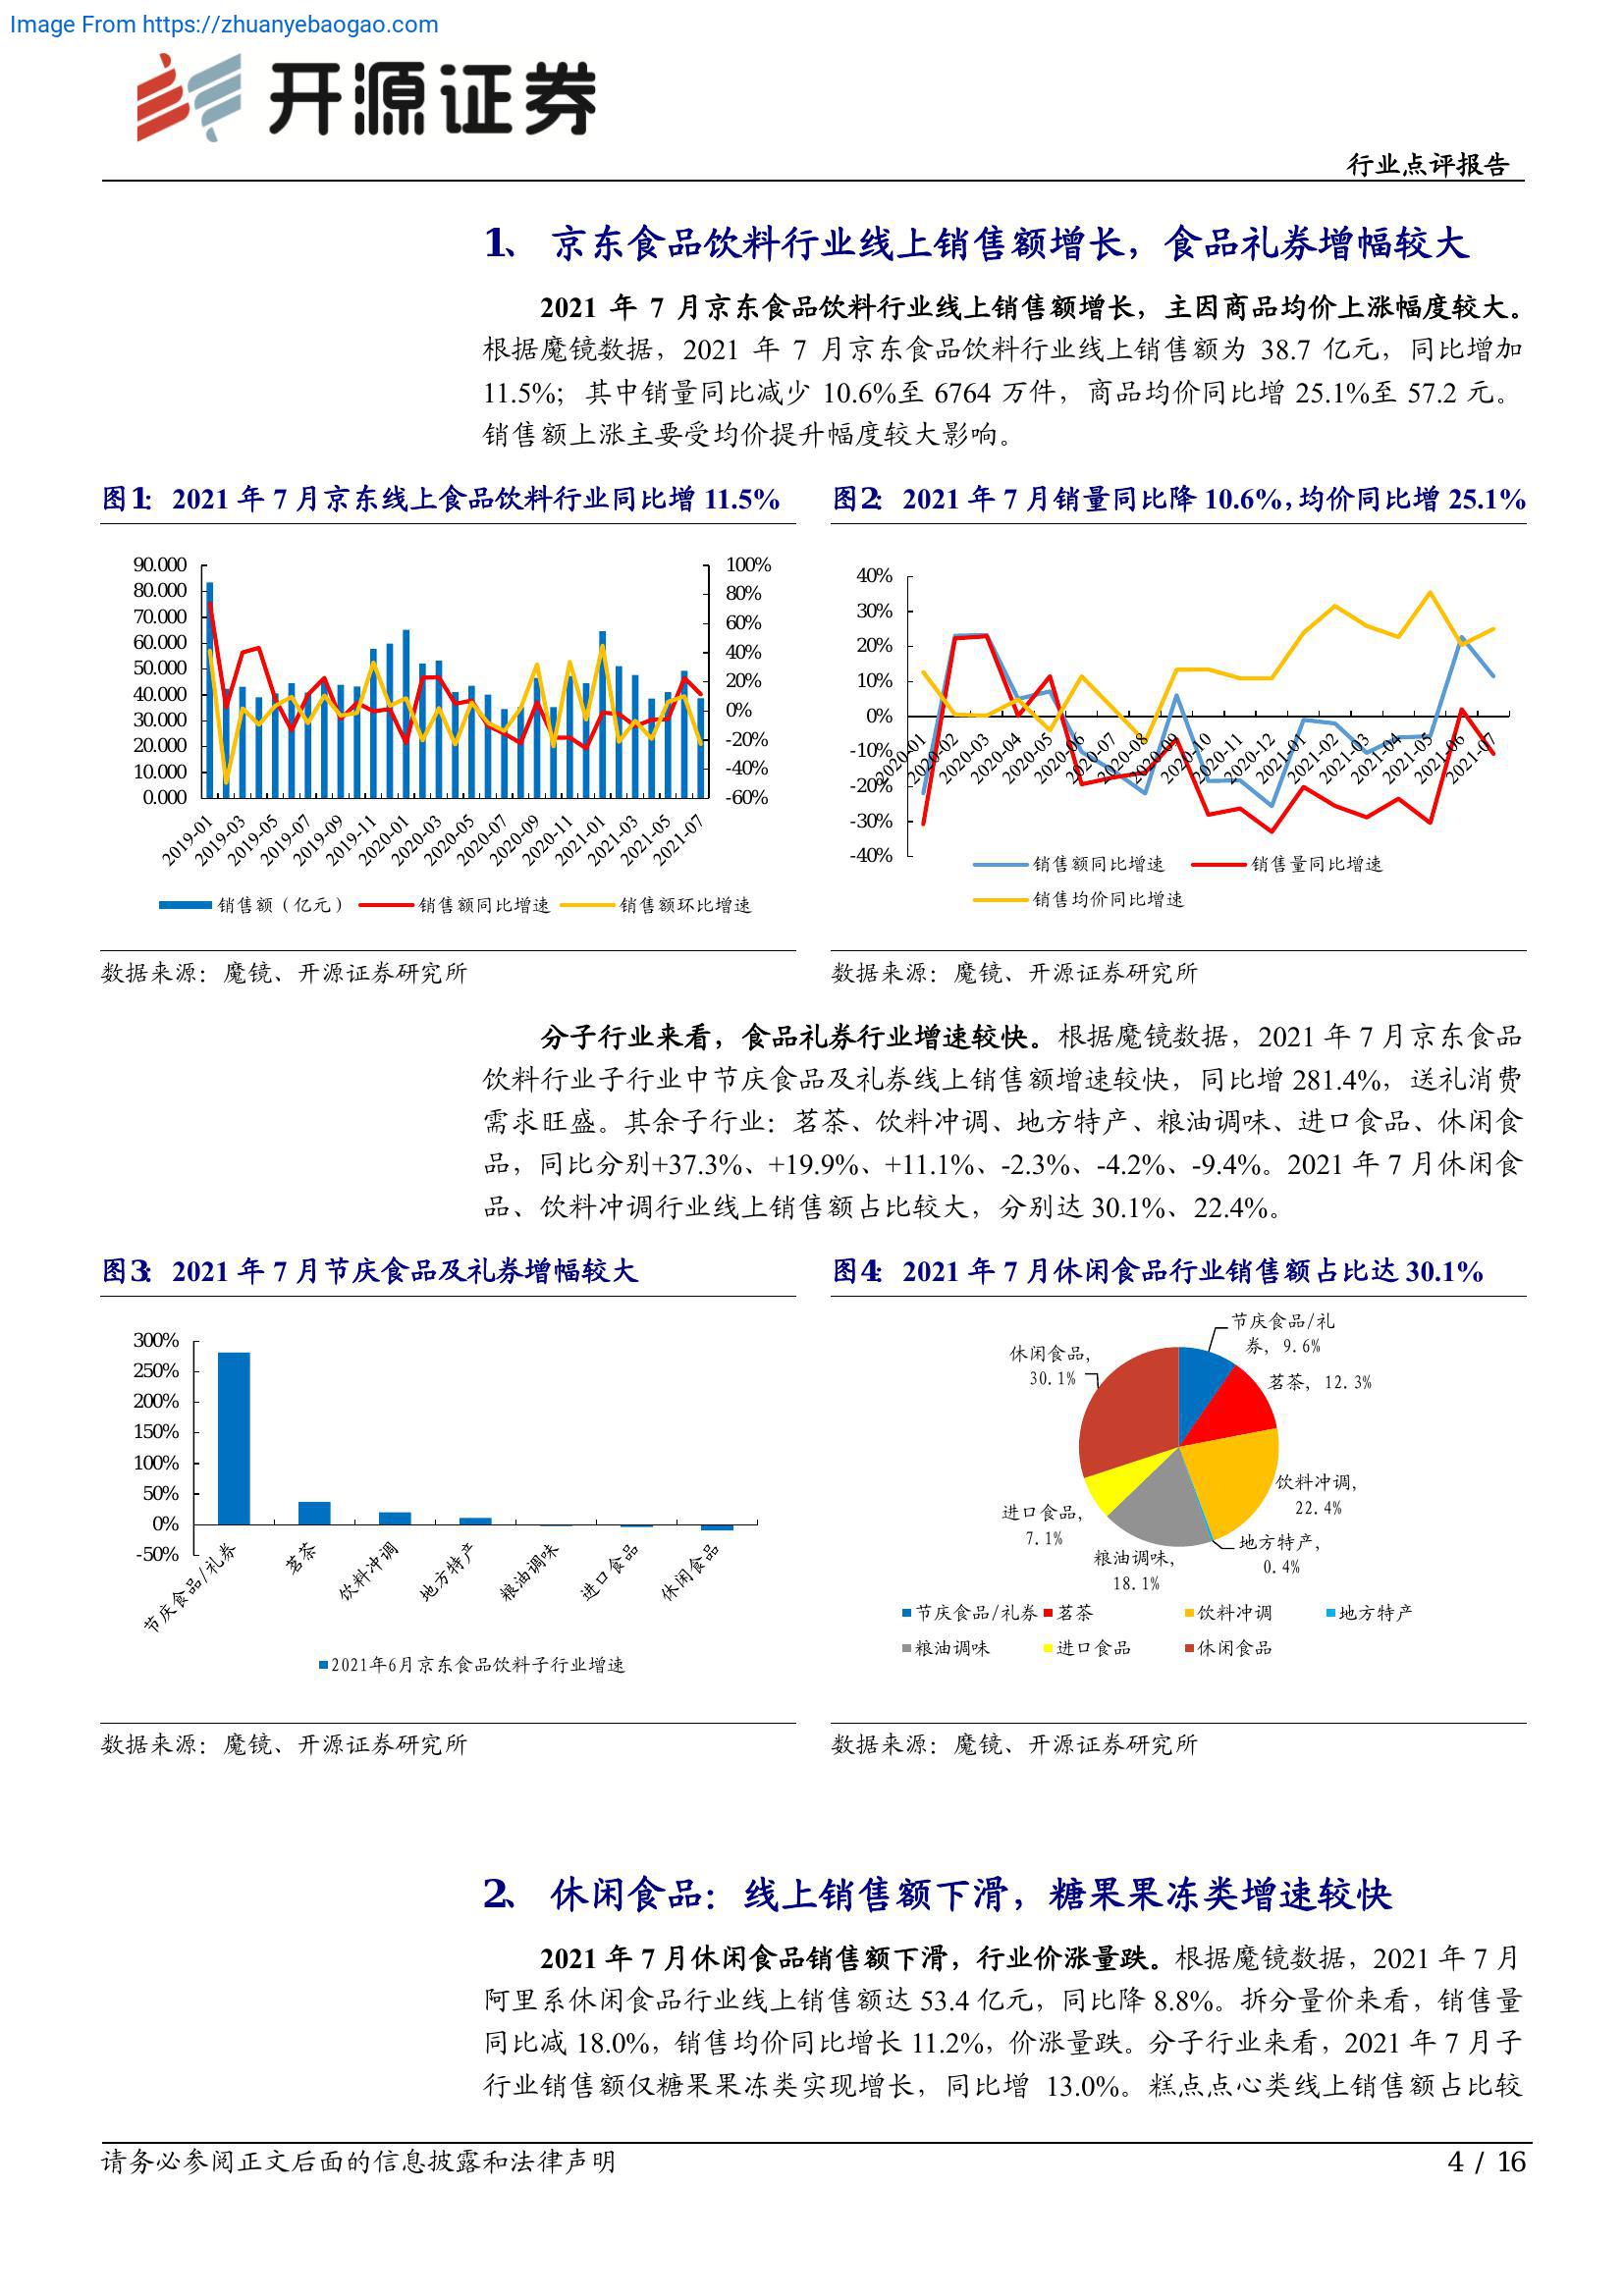 Image From https://zhuanyebaogao.com
开源证券
行业点评报告
1、 京东食品饮料行业线上销售额增长，食品礼券增幅较大
2021 年 7 月京东食品饮料行业线上销售额增长，主因商品均价上涨幅度较大。
根据魔镜数据，2021 年 7 月京东食品饮料行业线上销售额为 38.7 亿元，同比增加
11.5%；其中销量同比减少 10.6%至 6764 万件，商品均价同比增 25.1%至 57.2 元。
销售额上涨主要受均价提升幅度较大影响。
图1： 2021 年 7 月京东线上食品饮料行业同比增 11.5%
90.000
80.000
70.000
60.000
50.000
40.000
30.000
20.000
10.000
0.000
100%
80%
60%
40%
20%
0%
-20%
-40%
-60%
2019-01
2019-03
2019-05
2019-07
2019-09
2019-11
2020-01
2020-03
2020-05
2020-07
2020-09
2020-11
2021-01
2021-03
2021-05
2021-07
销售额（亿元） 销售额同比增速 销售额环比增速
数据来源：魔镜、开源证券研究所
图2： 2021 年 7 月销量同比降 10.6%，均价同比增 25.1%
40%
30%
20%
10%
0%
-10%
-20%
-30%
-40%
2020-01
2020-02
2020-03
2020-04
2020-05
2020-06
2020-07
2020-08
2020-09
2020-10
2020-11
2020-12
2021-01
2021-02
2021-03
2021-04
2021-05
2021-06
2021-07
销售额同比增速 销售量同比增速
销售均价同比增速
数据来源：魔镜、开源证券研究所
分子行业来看，食品礼券行业增速较快。根据魔镜数据，2021 年 7 月京东食品
饮料行业子行业中节庆食品及礼券线上销售额增速较快，同比增 281.4%，送礼消费
需求旺盛。其余子行业：茗茶、饮料冲调、地方特产、粮油调味、进口食品、休闲食
品，同比分别+37.3%、+19.9%、+11.1%、-2.3%、-4.2%、-9.4%。2021 年 7 月休闲食
品、饮料冲调行业线上销售额占比较大，分别达 30.1%、22.4%。
图3： 2021 年 7 月节庆食品及礼券增幅较大
300%
250%
200%
150%
100%
50%
0%
-50%
节庆食品/礼券
茗茶
饮料冲调
地方特产
粮油调味
进口食品
休闲食品
2021年6月京东食品饮料子行业增速
数据来源：魔镜、开源证券研究所
图4： 2021 年 7 月休闲食品行业销售额占比达 30.1%
节庆食品/礼
券, 9.6%
茗茶, 12.3%
饮料冲调,
22.4%
地方特产,
0.4%
粮油调味,
18.1%
进口食品,
7.1%
休闲食品,
30.1%
节庆食品/礼券 茗茶 饮料冲调 地方特产
粮油调味 进口食品 休闲食品
数据来源：魔镜、开源证券研究所
2、 休闲食品：线上销售额下滑，糖果果冻类增速较快
2021 年 7 月休闲食品销售额下滑，行业价涨量跌。根据魔镜数据，2021 年 7 月
阿里系休闲食品行业线上销售额达 53.4 亿元，同比降 8.8%。拆分量价来看，销售量
同比减 18.0%，销售均价同比增长 11.2%，价涨量跌。分子行业来看，2021 年 7 月子
行业销售额仅糖果果冻类实现增长，同比增 13.0%。糕点点心类线上销售额占比较
请务必参阅正文后面的信息披露和法律声明
4 / 16